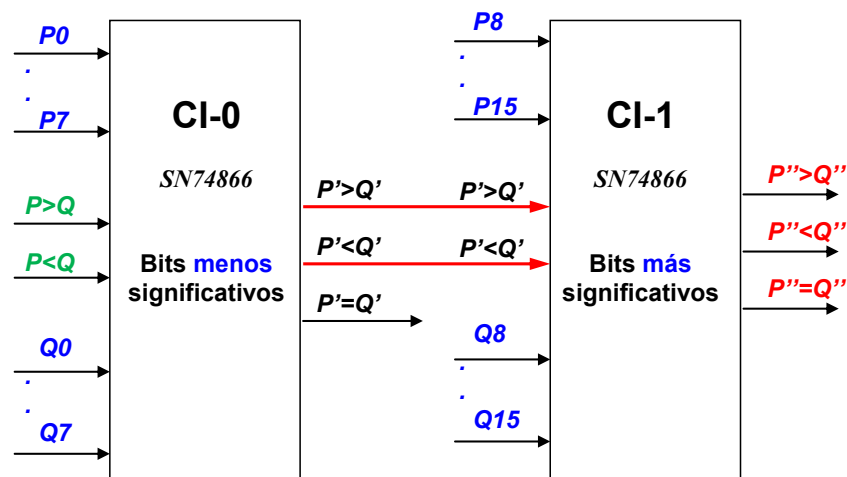 P0
.
.
P7
P>Q
P<Q
Q0
.
.
Q7
CI-0
SN74866
Bits menos
significativos
P’>Q’
P’<Q’
P’=Q’
P8
.
.
P15
P’>Q’
P’<Q’
Q8
.
.
Q15
CI-1
SN74866
Bits más
significativos
P’’>Q’’
P’’<Q’’
P’’=Q’’